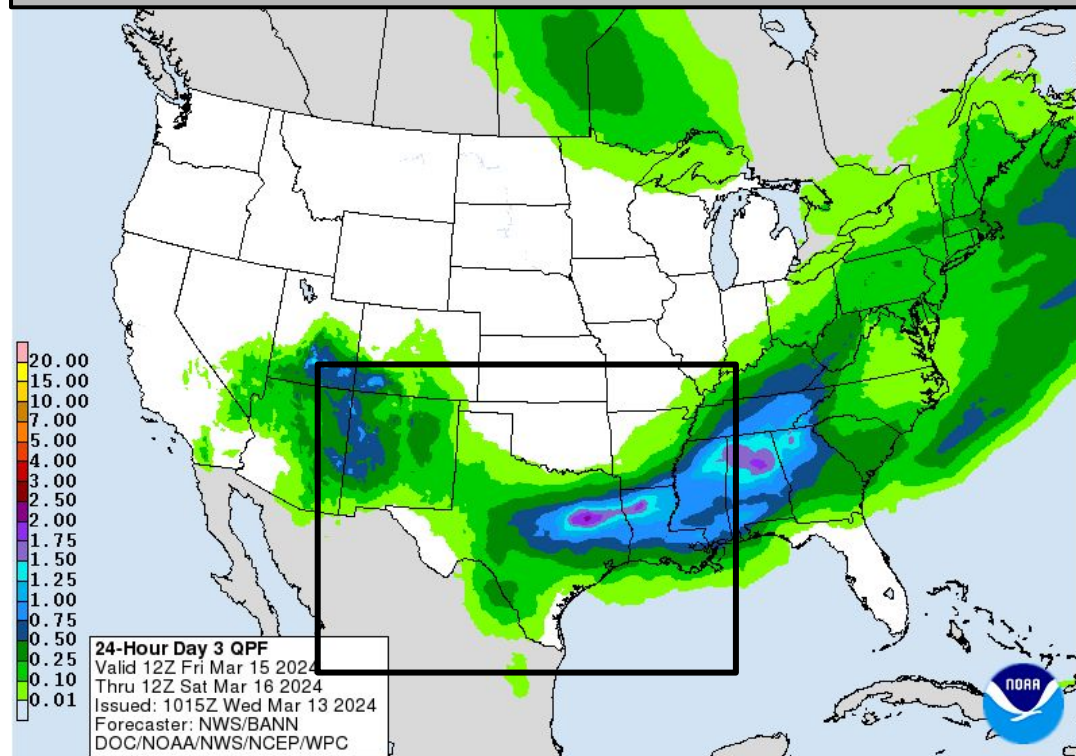 20.00
15.00
10.00
7.00
5.00
4.00
3.00
2.50
2.00
1.75
1.50
1.25
1.00
0.75
0.50
0.25
0.10
0.01
24-Hour Day 3 QPF
Valid 12Z Fri Mar 15 2024
Thru 12Z Sat Mar 16 2024
Issued: 1015Z Wed Mar 13 2024
Forecaster: NWS/BANN
DOC/NOAA/NWS/NCEP/WPC
NOAA